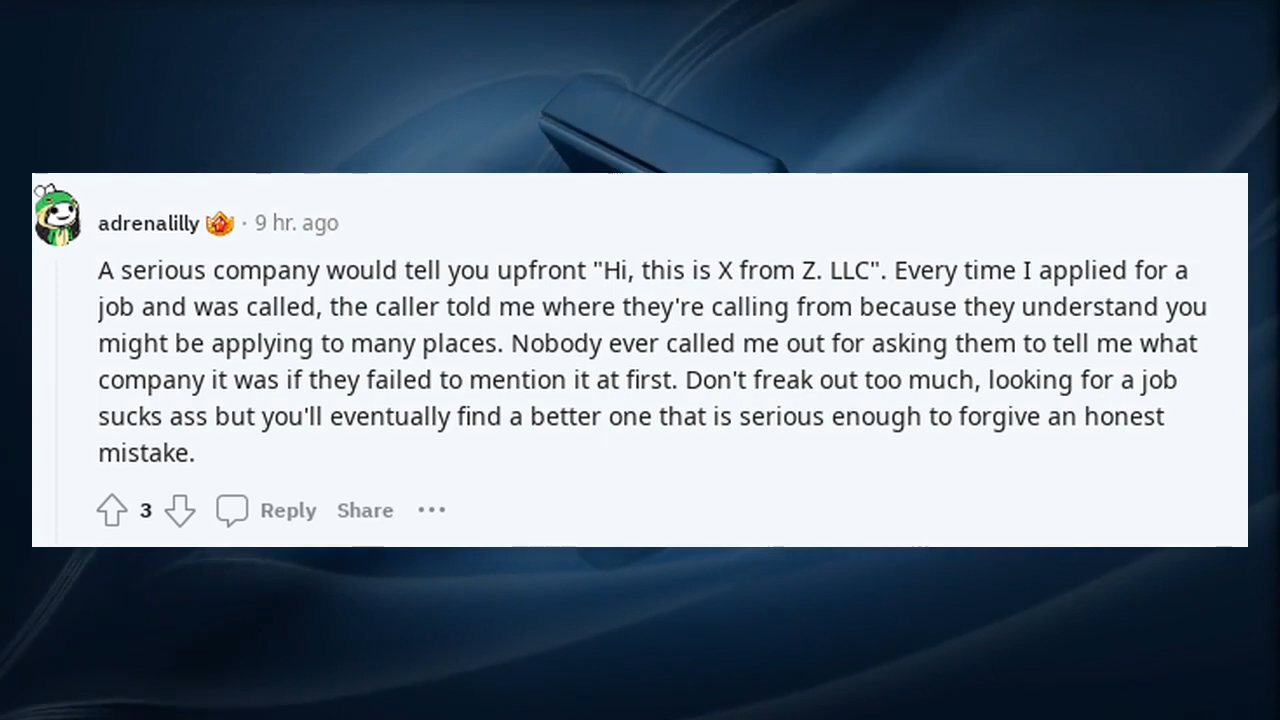 adrenalilly · 9 hr. ago
A serious company would tell you upfront "Hi, this is X from Z. LLC". Every time I applied for a
job and was called, the caller told me where they're calling from because they understand you
might be applying to many places. Nobody ever called me out for asking them to tell me what
company it was if they failed to mention it at first. Don't freak out too much, looking for a job
sucks ass but you'll eventually find a better one that is serious enough to forgive an honest
mistake.
3 Reply Share ···